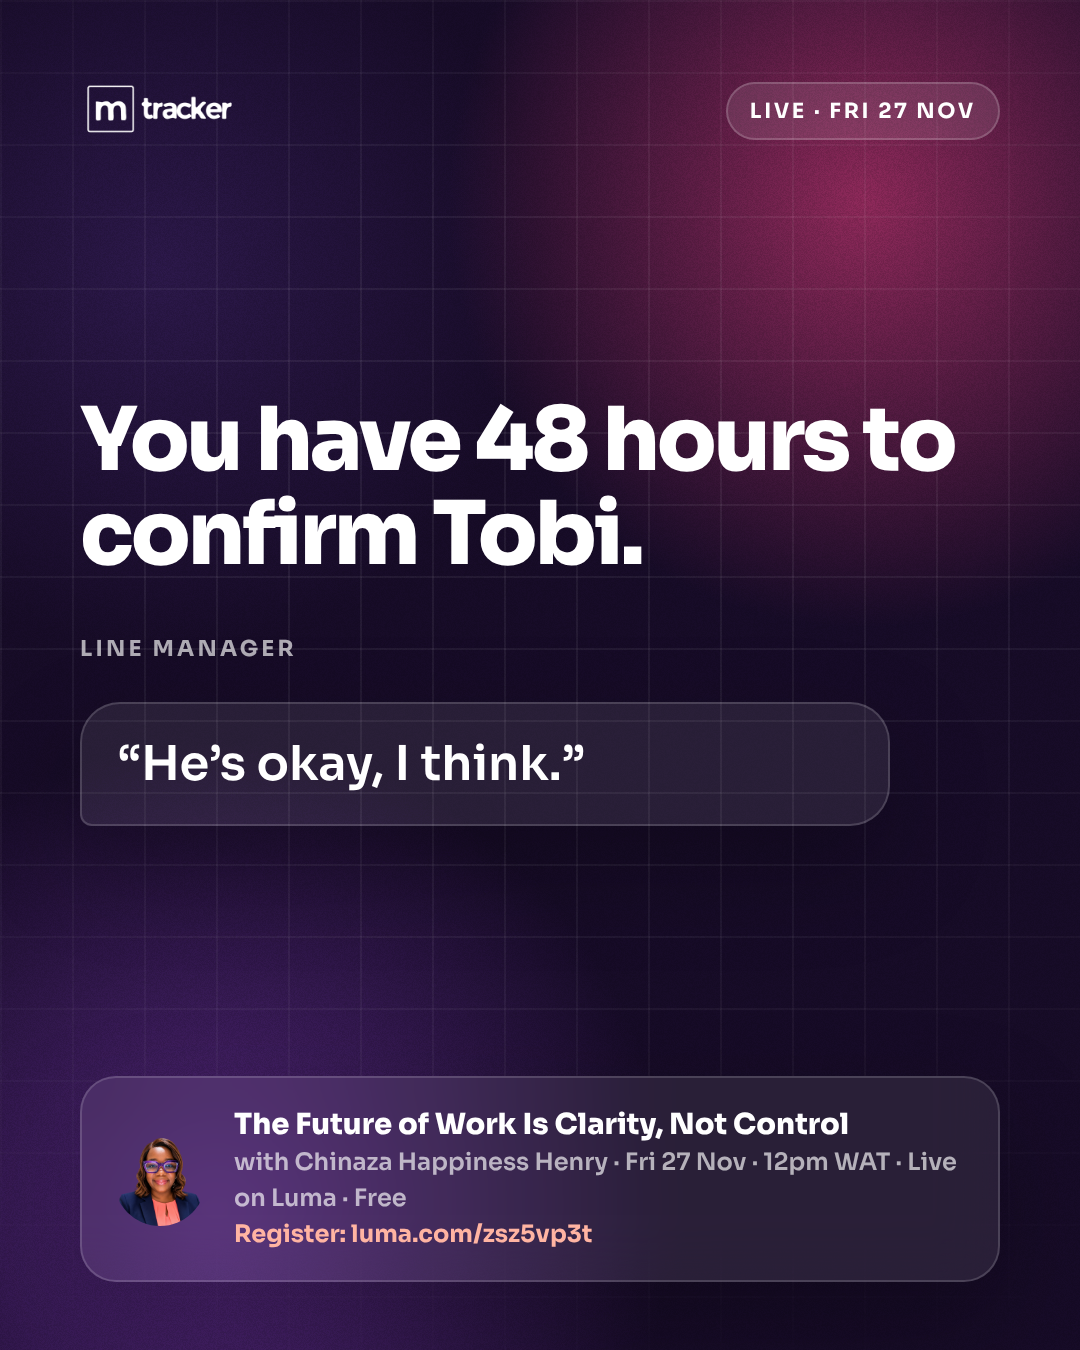 m tracker
LIVE · FRI 27 NOV
You have 48 hours to
confirm Tobi.
LINE MANAGER
“He’s okay, I think.”
The Future of Work Is Clarity, Not Control
with Chinaza Happiness Henry · Fri 27 Nov · 12pm WAT · Live
on Luma · Free
Register: luma.com/zsz5vp3t